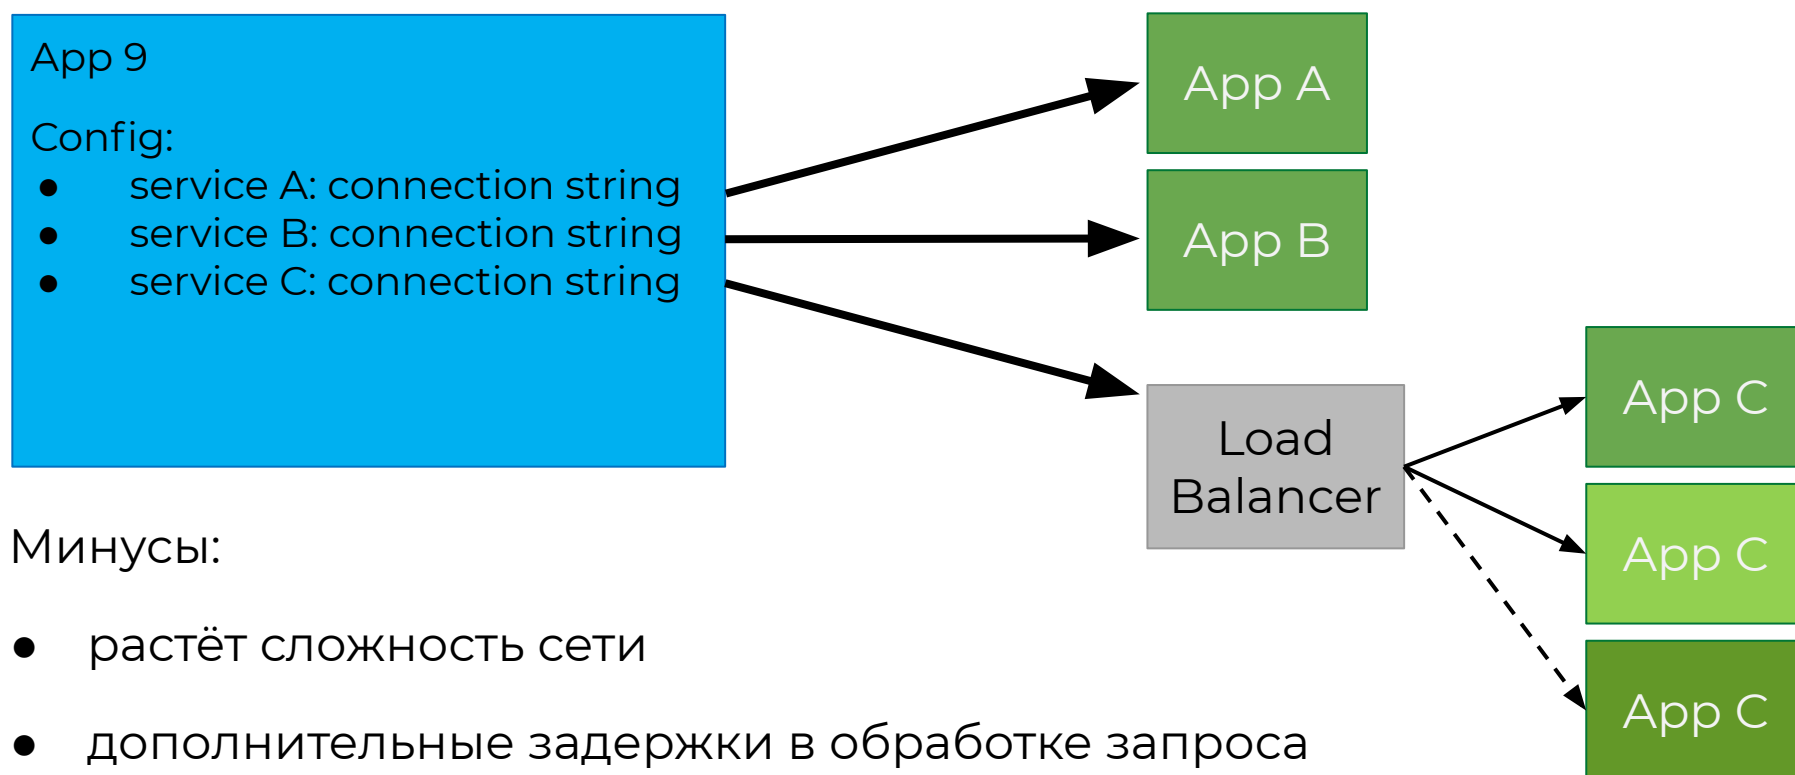 App 9
Config:
● service A: connection string
● service B: connection string
● service C: connection string
App A
App B
Load
Balancer
App C
App C
App C
Минусы:
● растёт сложность сети
● дополнительные задержки в обработке запроса